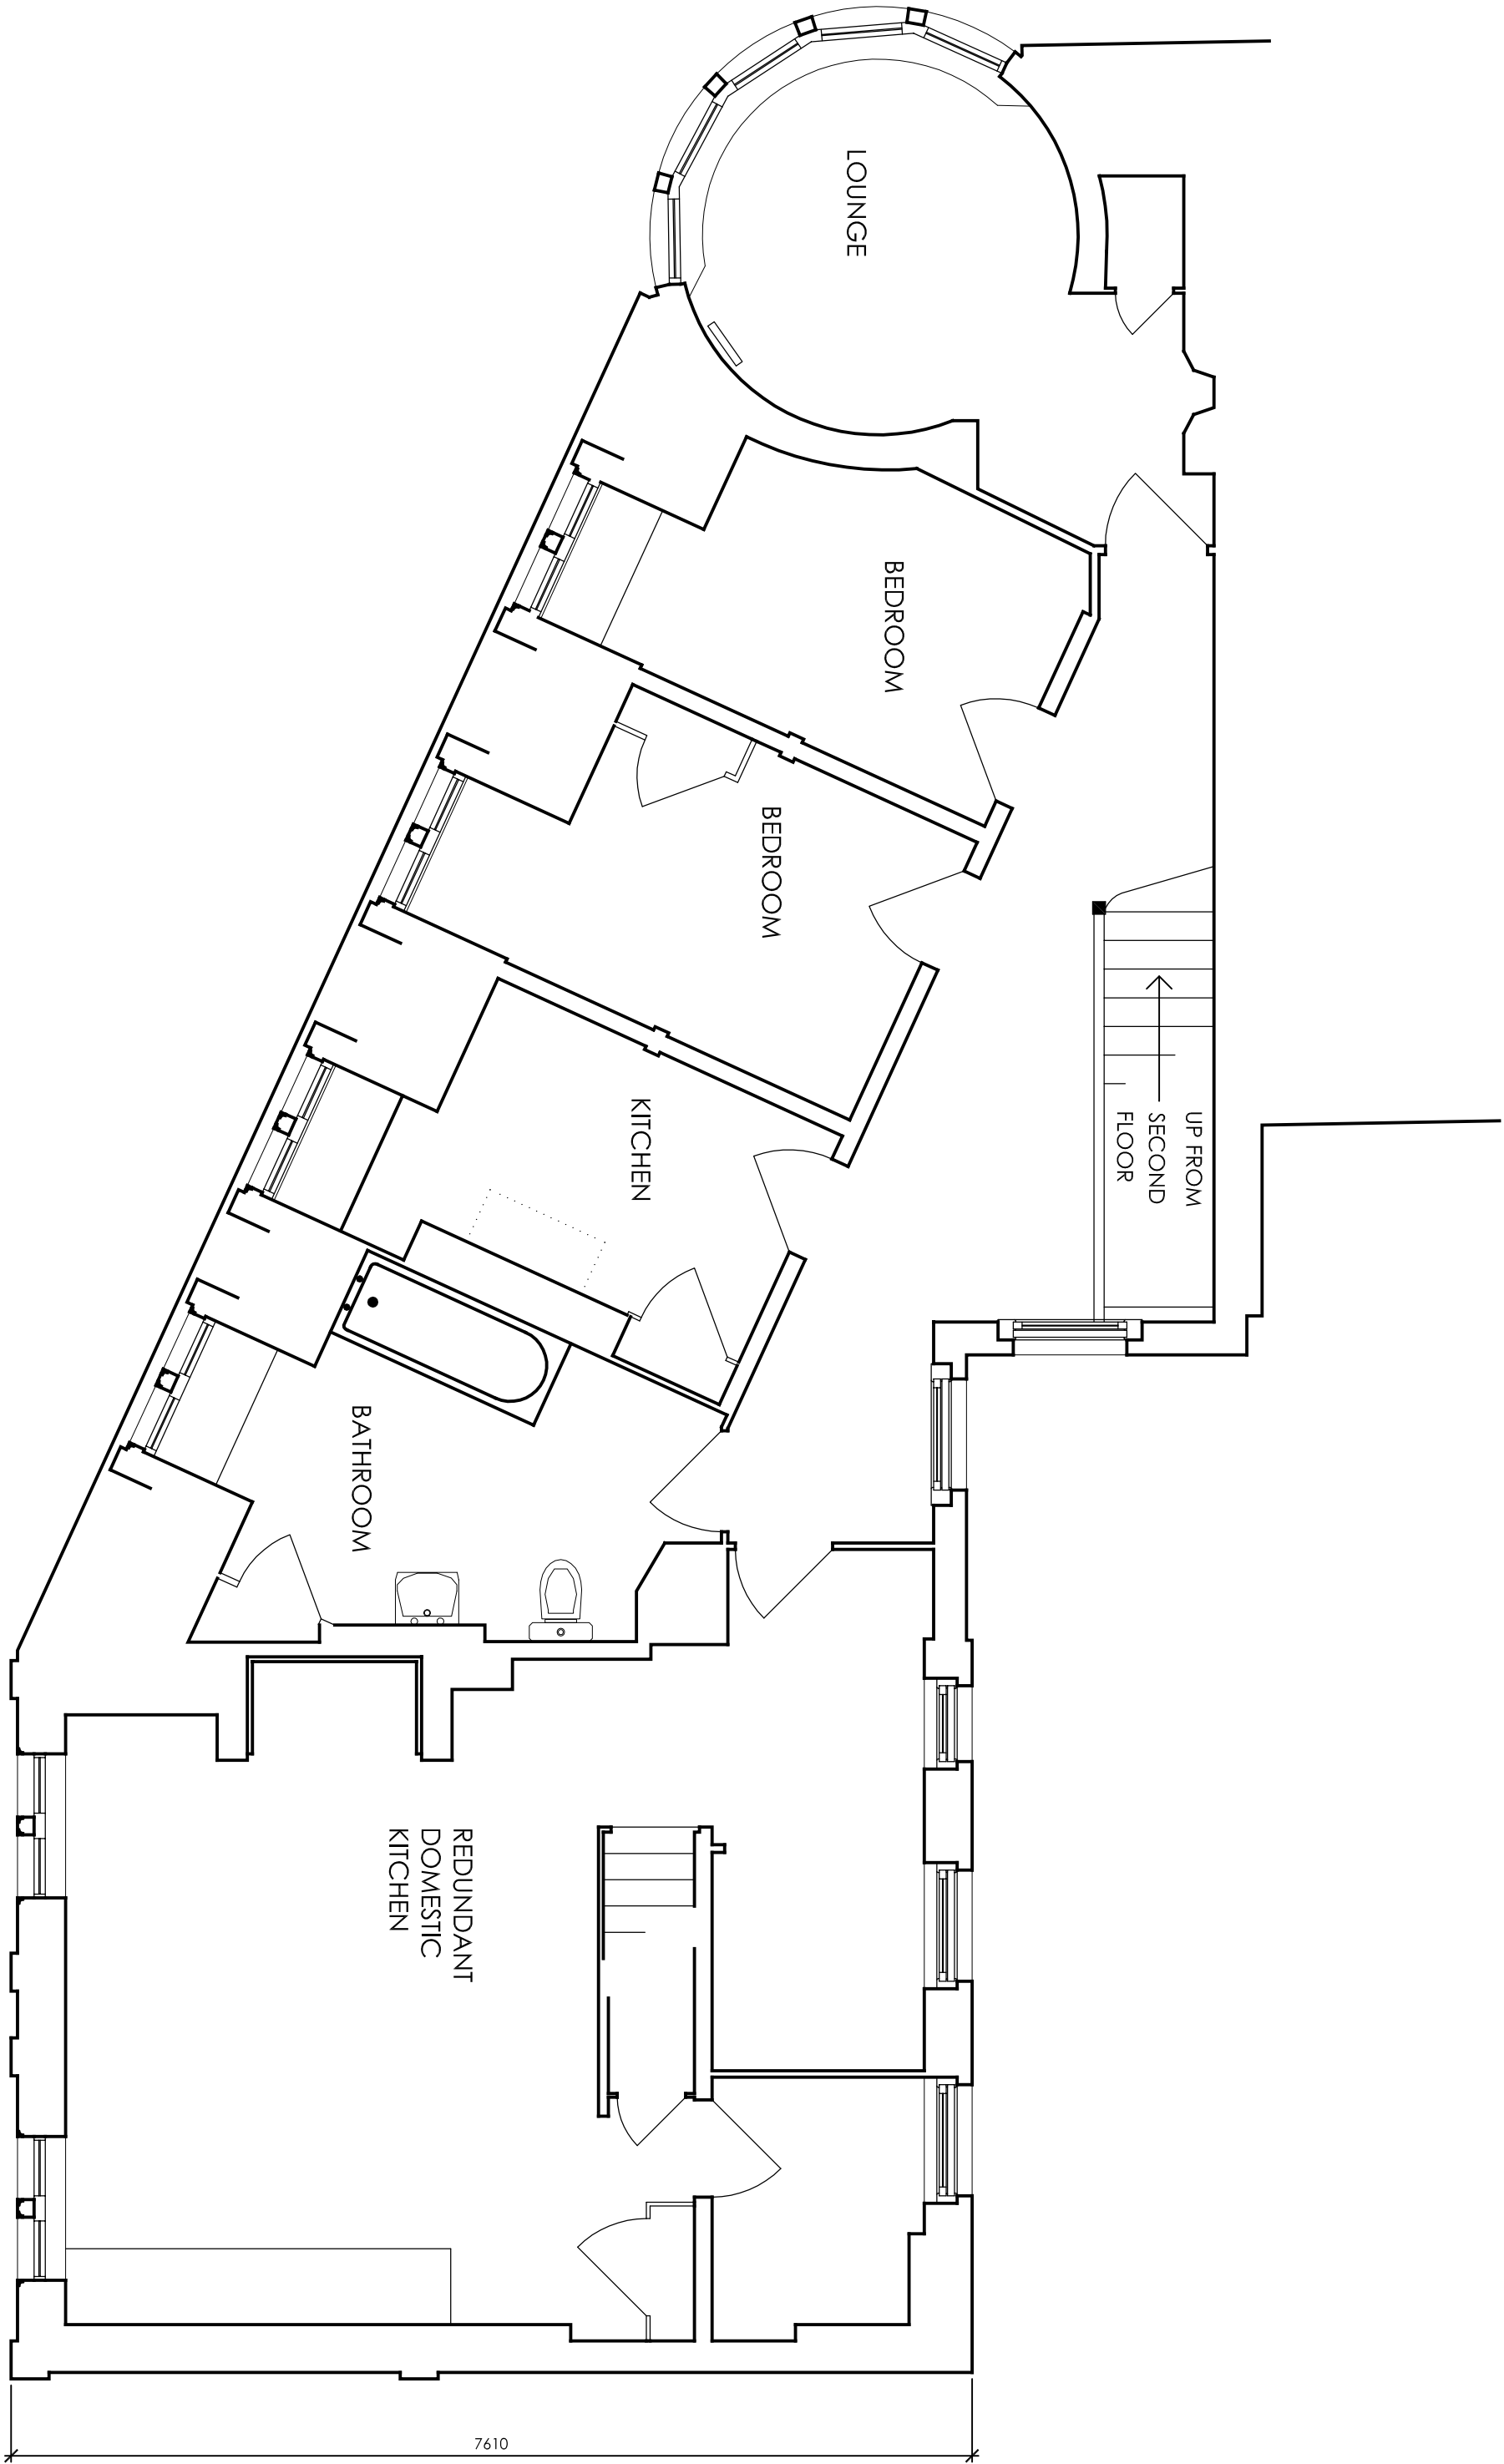 LOUNGE
BEDROOM
BEDROOM
KITCHEN
UP FROM
SECOND
FLOOR
BATHROOM
REDUNDANT
DOMESTIC
KITCHEN
7610